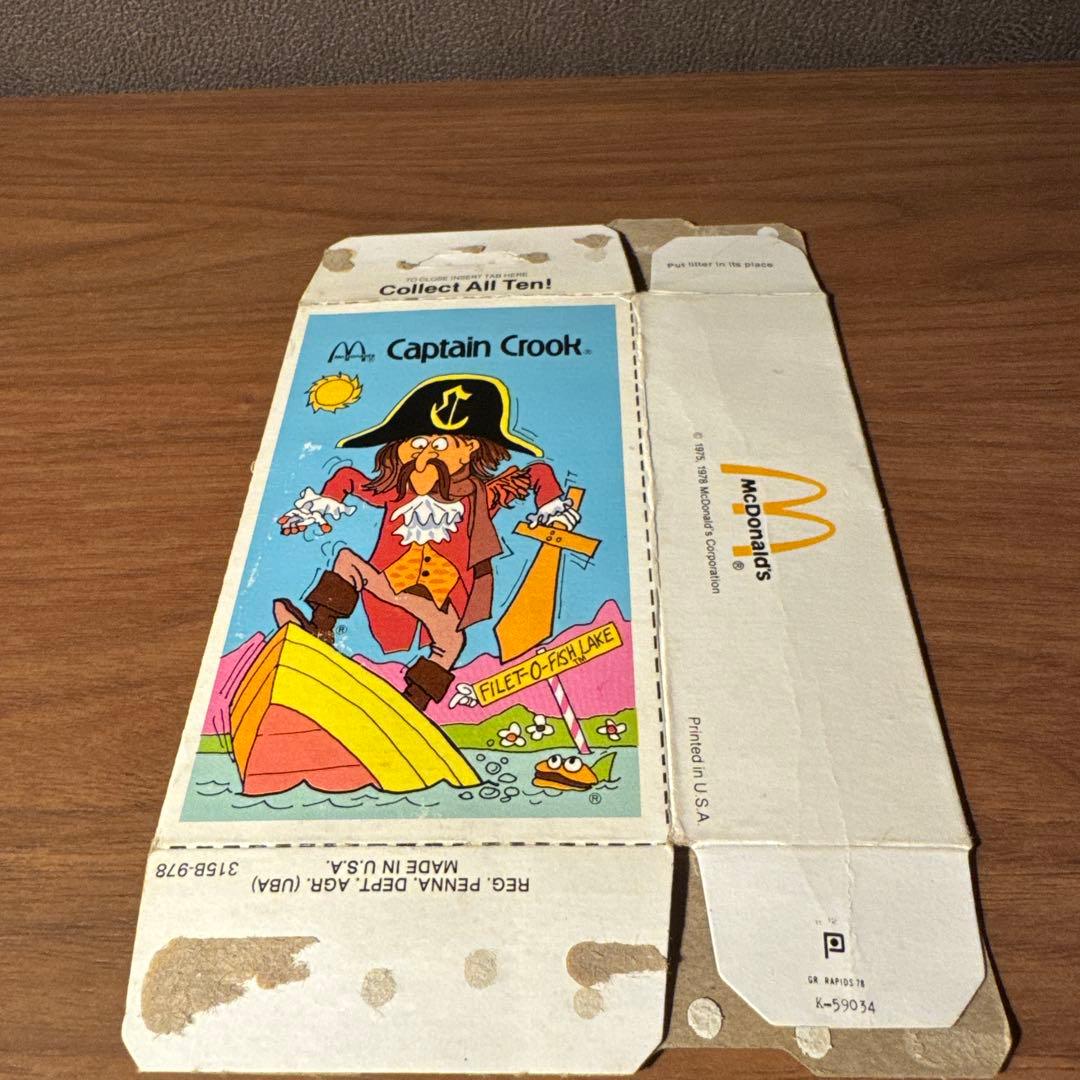 TO CLOSE INSERT TAB HERE
Collect All Ten!
McDonald's®
Captain Crook®
C
®
FILET-O-FISH LAKE
TM
®
REG. PENNA. DEPT. AGR. (UBA)
MADE IN U.S.A.
315B-978
Put litter in its place
© 1975, 1978 McDonald's Corporation
McDonald's
®
Printed in U.S.A.
P
GR. RAPIDS 78
K-59034